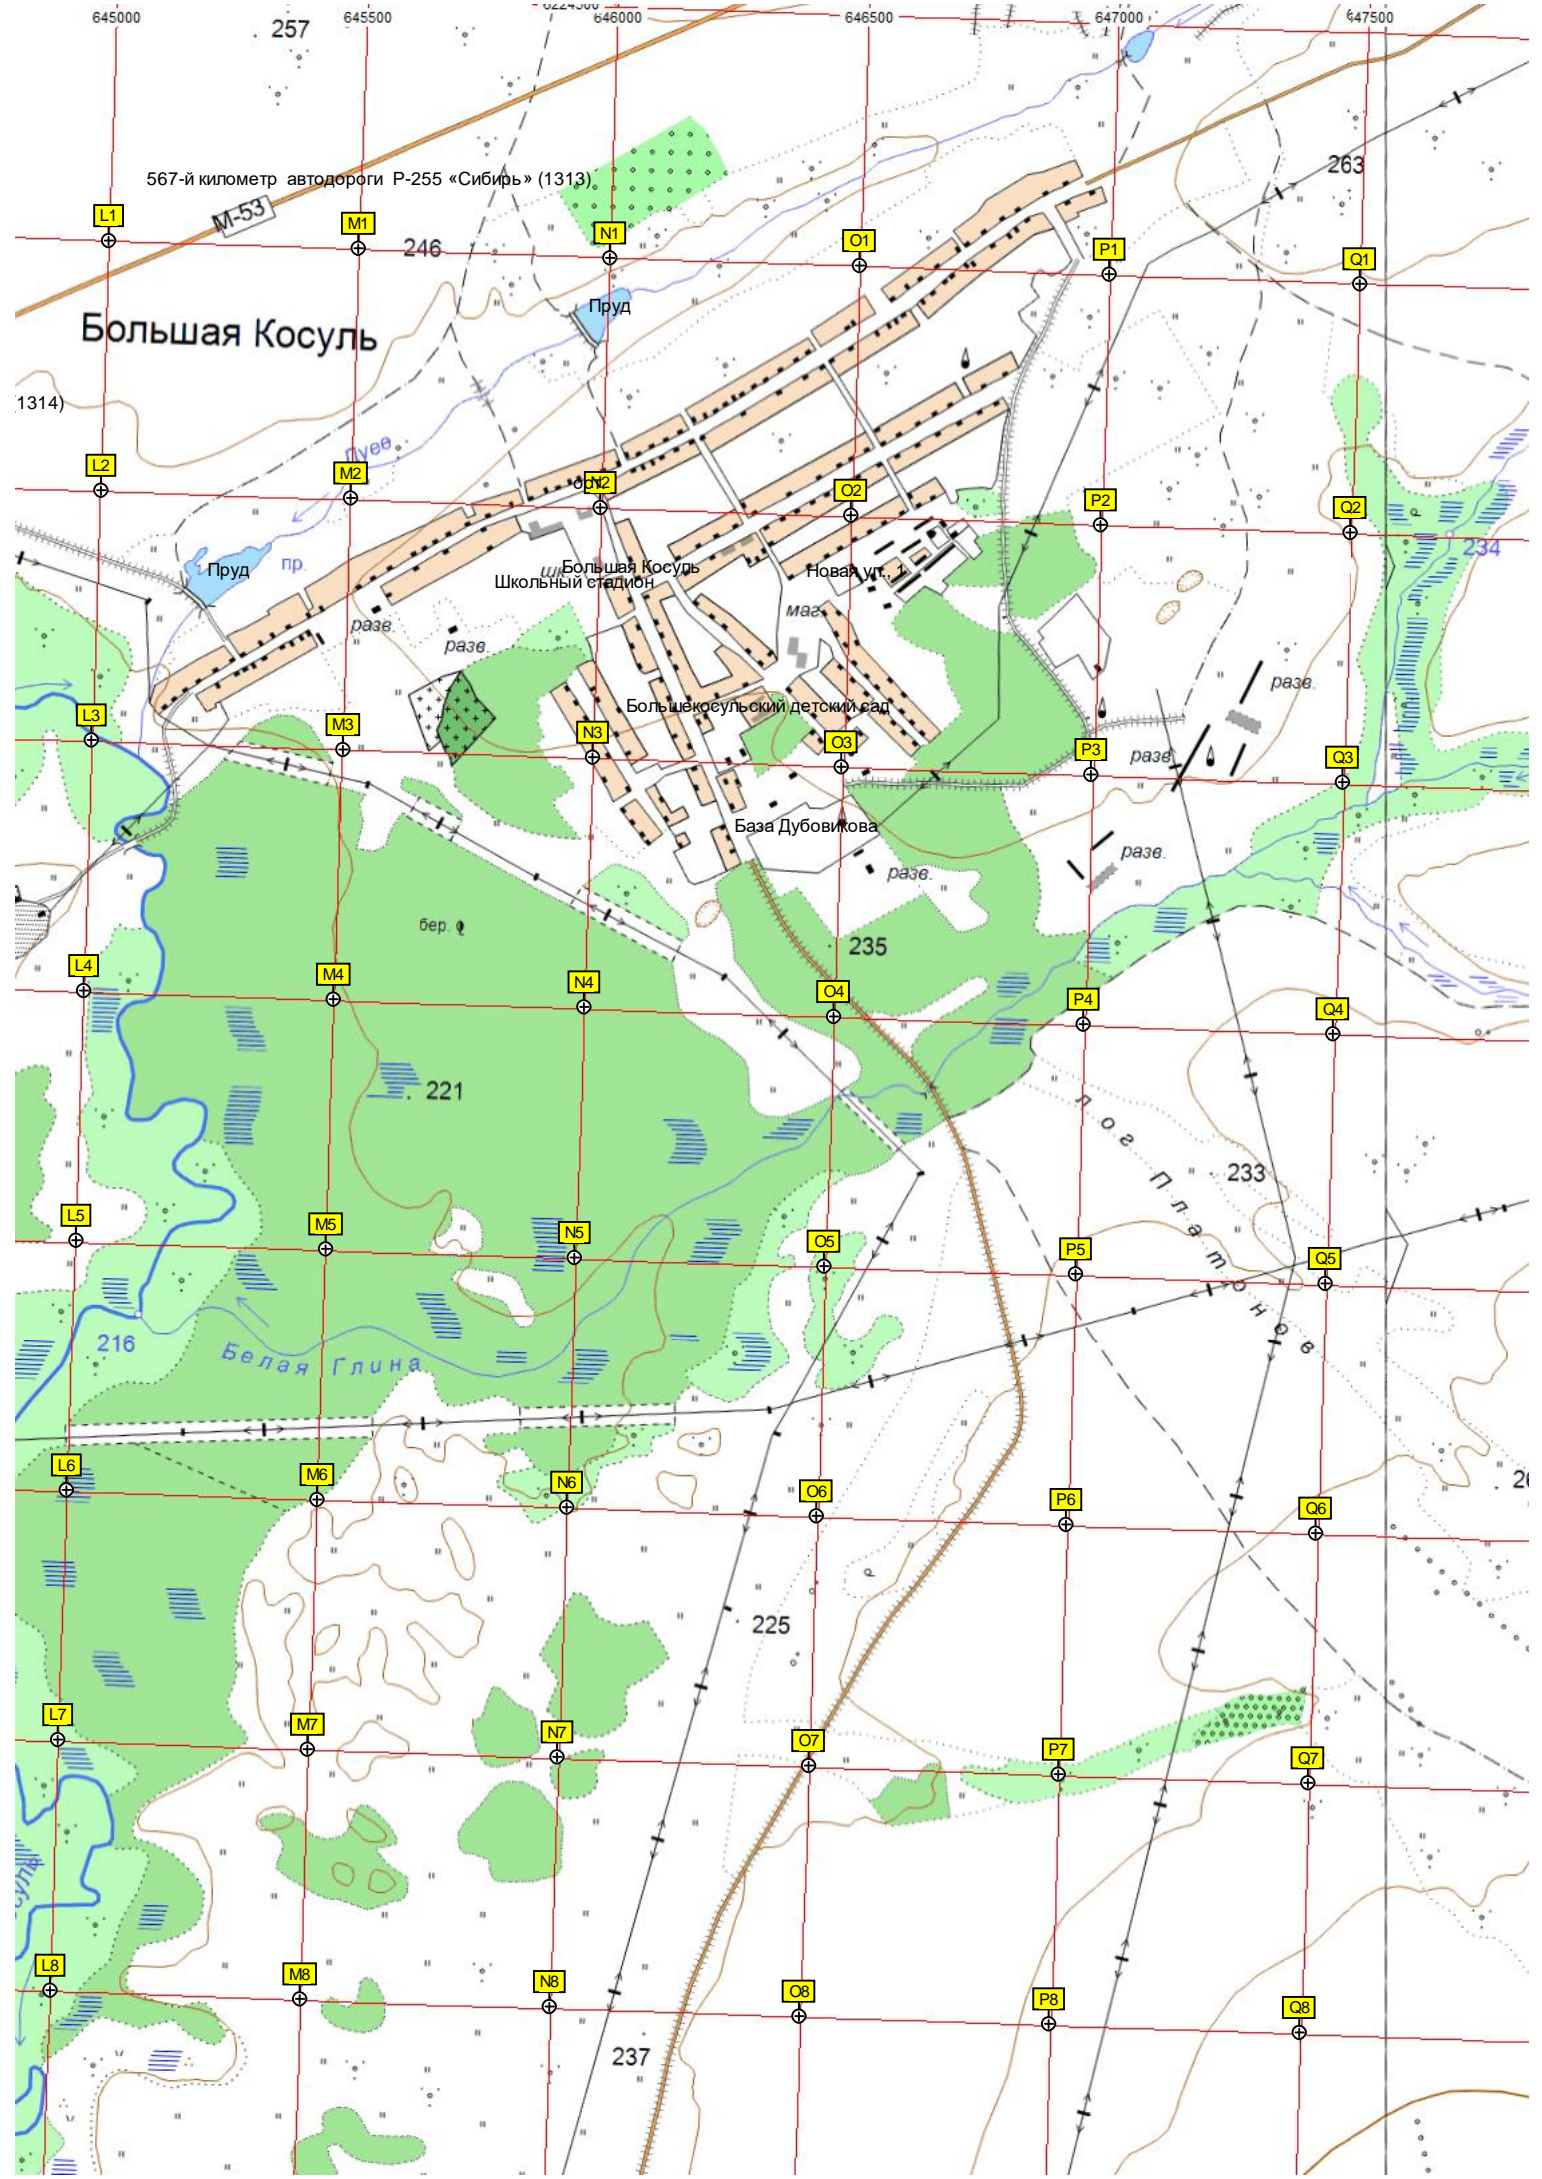 645000
645500
646000
646500
647000
647500
257
567-й километр автодороги Р-255 «Сибирь» (1313)
263
М-53
L1
M1
246
N1
O1
P1
Q1
Пруд
Большая Косуль
1314)
L2
M2
N2
O2
P2
Q2
234
Пруд
пр.
Большая Косуль
Школьный стадион
Новая ул., 1
маг.
разв.
разв.
разв.
Большекосульский детский сад
L3
M3
N3
O3
P3
Q3
разв.
База Дубовикова
разв.
разв.
бер.
235
L4
M4
N4
O4
P4
Q4
221
лог Платонов
233
L5
M5
N5
O5
P5
Q5
216
Белая Глина
L6
M6
N6
O6
P6
Q6
225
L7
M7
N7
O7
P7
Q7
L8
M8
N8
O8
P8
Q8
237